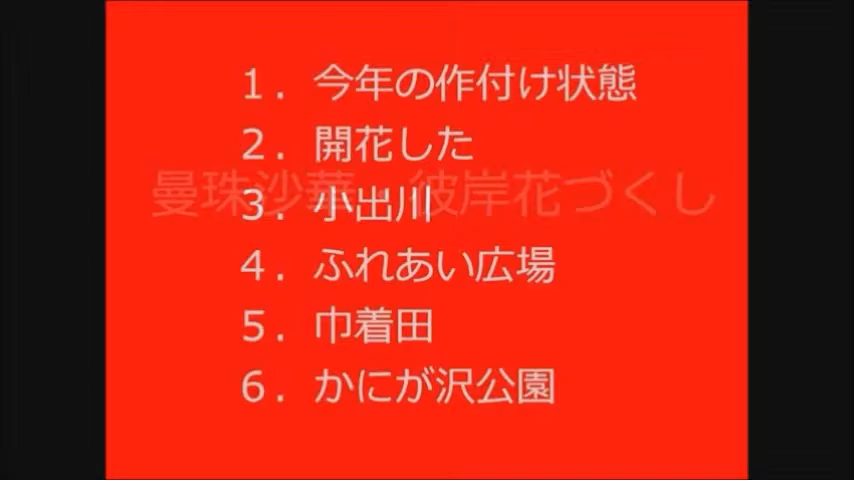 1. 今年の作付け状態
2. 開花した
曼珠沙華・彼岸花づくし
3. 小出川
4. ふれあい広場
5. 巾着田
6. かにが沢公園